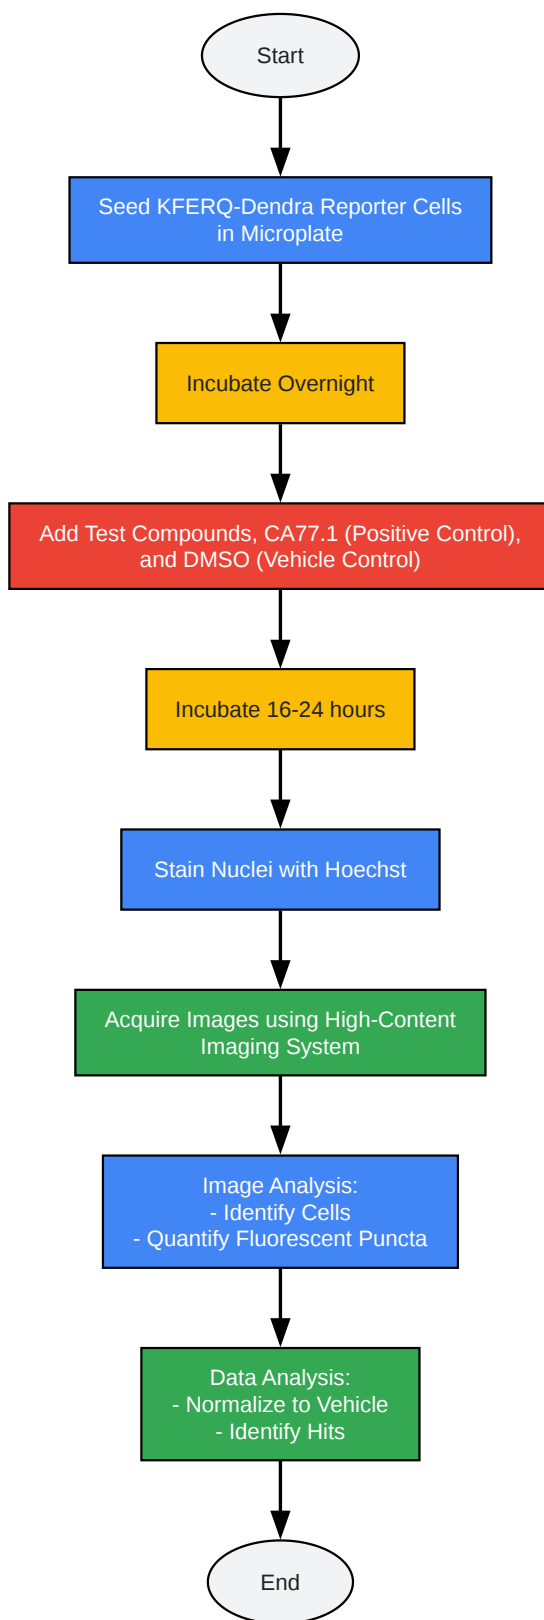 Start
Seed KFERQ-Dendra Reporter Cells
in Microplate
Incubate Overnight
Add Test Compounds, CA77.1 (Positive Control),
and DMSO (Vehicle Control)
Incubate 16-24 hours
Stain Nuclei with Hoechst
Acquire Images using High-Content
Imaging System
Image Analysis:
- Identify Cells
- Quantify Fluorescent Puncta
Data Analysis:
- Normalize to Vehicle
- Identify Hits
End